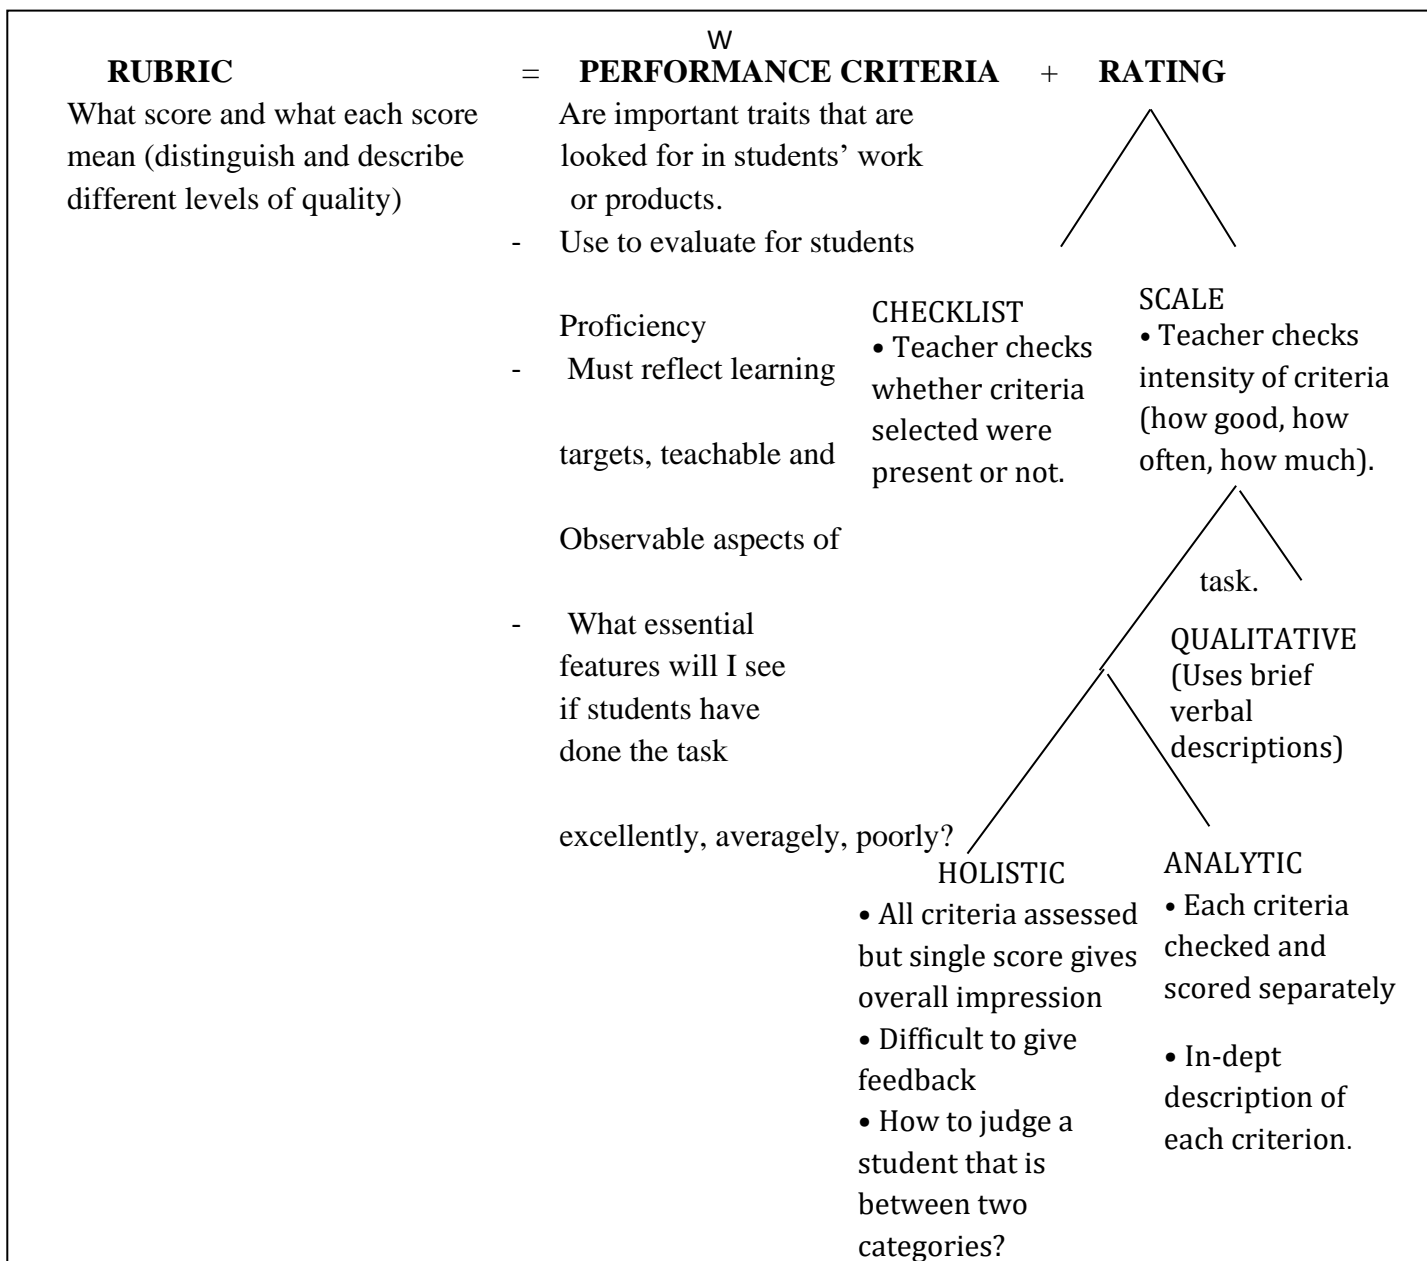 W
RUBRIC = PERFORMANCE CRITERIA + RATING
What score and what each score
mean (distinguish and describe
different levels of quality)
Are important traits that are
looked for in students’ work
or products.
- Use to evaluate for students
Proficiency
- Must reflect learning
targets, teachable and
Observable aspects of
task.
- What essential
features will I see
if students have
done the task
excellently, averagely, poorly?
CHECKLIST
• Teacher checks
whether criteria
selected were
present or not.
SCALE
• Teacher checks
intensity of criteria
(how good, how
often, how much).
QUALITATIVE
(Uses brief
verbal
descriptions)
HOLISTIC
• All criteria assessed
but single score gives
overall impression
• Difficult to give
feedback
• How to judge a
student that is
between two
categories?
ANALYTIC
• Each criteria
checked and
scored separately
• In-dept
description of
each criterion.